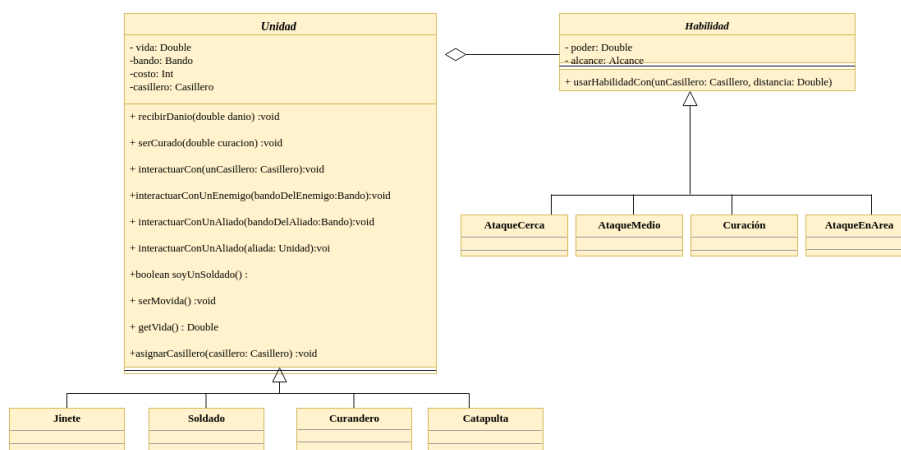 Unidad
- vida: Double
-bando: Bando
-costo: Int
-casillero: Casillero
+ recibirDanio(double danio) :void
+ serCurado(double curacion) :void
+ interactuarCon(unCasillero: Casillero):void
+interactuarConUnEnemigo(bandoDelEnemigo:Bando):void
+ interactuarConUnAliado(bandoDelAliado:Bando):void
+ interactuarConUnAliado(aliada: Unidad):voi
+boolean soyUnSoldado() :
+ serMovida() :void
+ getVida() : Double
+asignarCasillero(casillero: Casillero) :void
Habilidad
- poder: Double
- alcance: Alcance
+ usarHabilidadCon(unCasillero: Casillero, distancia: Double)
AtaqueCerca
AtaqueMedio
Curación
AtaqueEnArea
Jinete
Soldado
Curandero
Catapulta